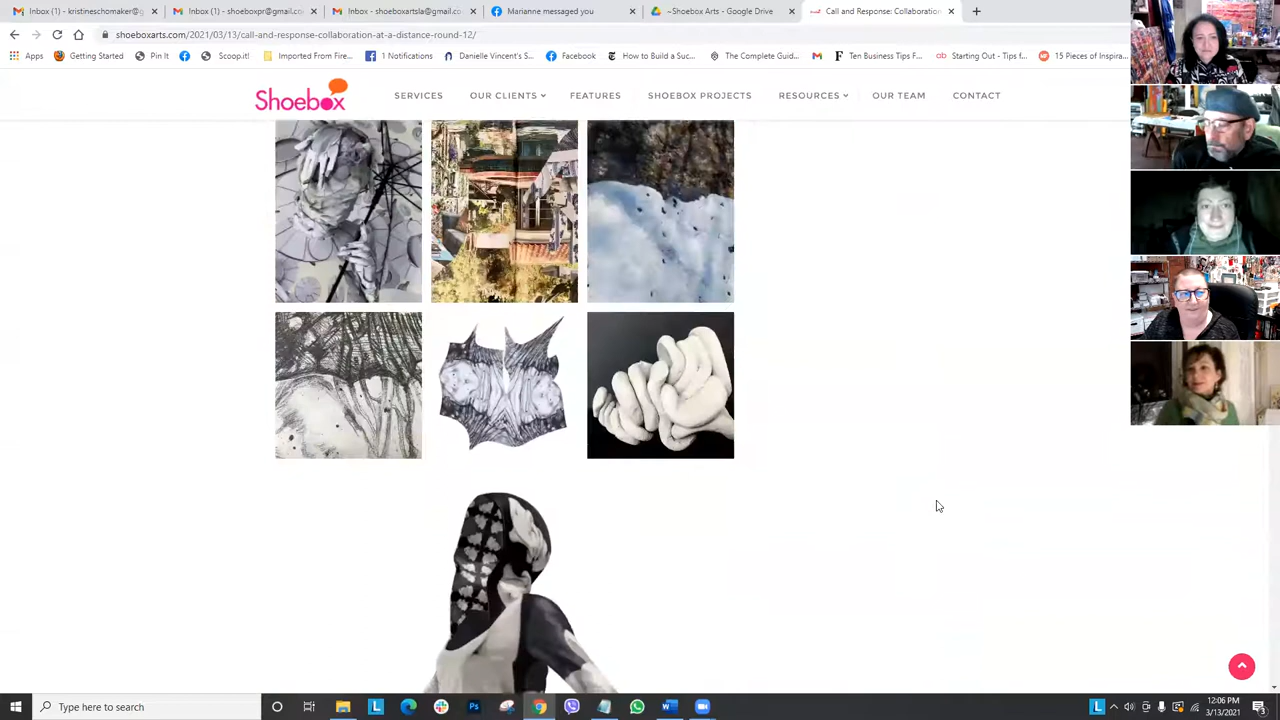 Inbox (1) - kristineschomaker@g
Inbox (1) - shoeboxpr@gmail.co
Inbox - shoeboxartsla@gmail.co
Marianne messaged you
~Shoebox Arts - Google Drive
Call and Response: Collaboration
shoeboxarts.com/2021/03/13/call-and-response-collaboration-at-a-distance-round-12/
Apps
Getting Started
Pin It
Scoop.it!
Imported From Fire...
1 Notifications
Danielle Vincent's...
Facebook
How to Build a Suc...
The Complete Guid...
Ten Business Tips F...
Starting Out - Tips f...
15 Pieces of Inspira...
Shoebox
SERVICES
OUR CLIENTS
FEATURES
SHOEBOX PROJECTS
RESOURCES
OUR TEAM
CONTACT
Type here to search
12:06 PM
3/13/2021